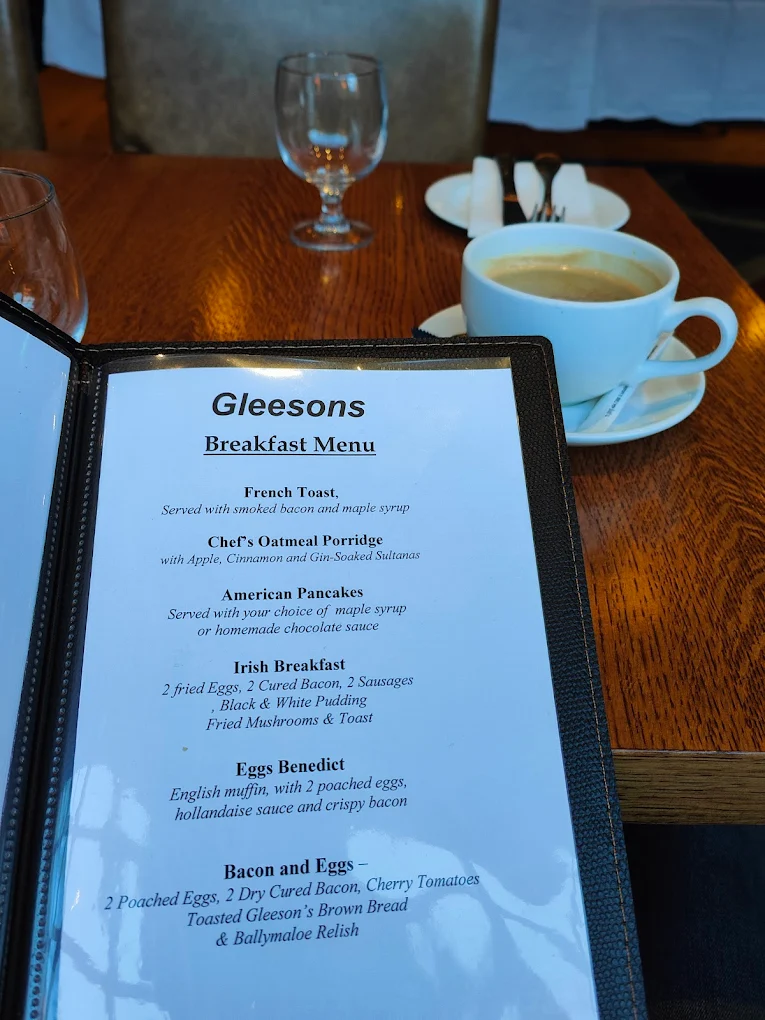 Gleesons
Breakfast Menu
French Toast,
Served with smoked bacon and maple syrup
Chef's Oatmeal Porridge
with Apple, Cinnamon and Gin-Soaked Sultanas
American Pancakes
Served with your choice of maple syrup
or homemade chocolate sauce
Irish Breakfast
2 fried Eggs, 2 Cured Bacon, 2 Sausages
, Black & White Pudding
Fried Mushrooms & Toast
Eggs Benedict
English muffin, with 2 poached eggs,
hollandaise sauce and crispy bacon
Bacon and Eggs –
2 Poached Eggs, 2 Dry Cured Bacon, Cherry Tomatoes
Toasted Gleeson's Brown Bread
& Ballymaloe Relish